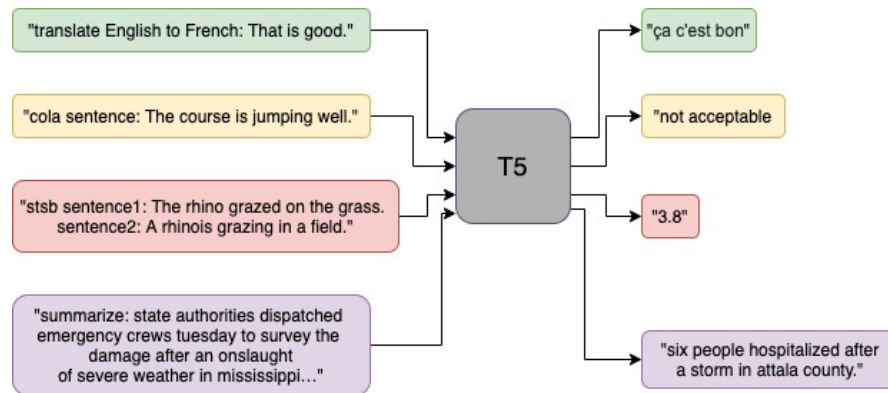 "translate English to French: That is good."
"ça c'est bon"
"cola sentence: The course is jumping well."
"not acceptable
T5
"stsb sentence1: The rhino grazed on the grass.
sentence2: A rhinois grazing in a field."
"3.8"
"summarize: state authorities dispatched
emergency crews tuesday to survey the
damage after an onslaught
of severe weather in mississippi..."
"six people hospitalized after
a storm in attala county."